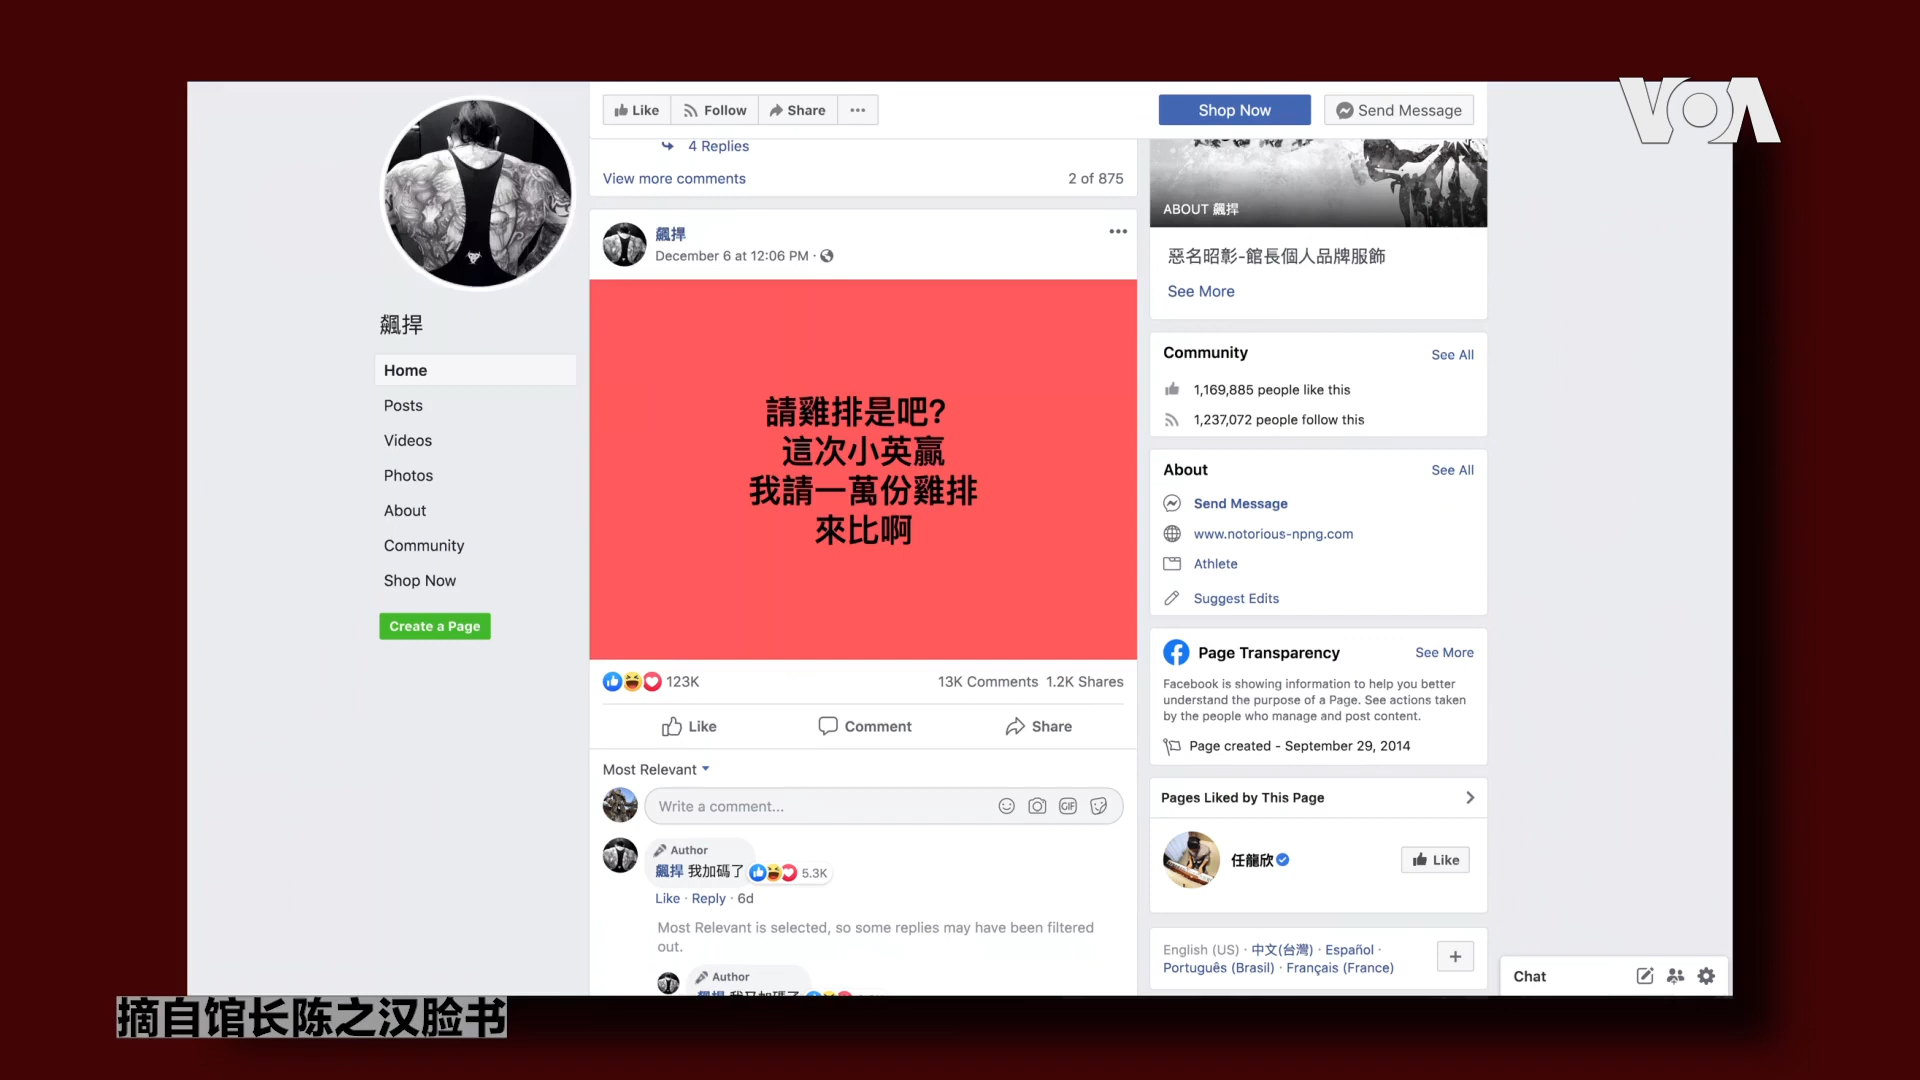 VOA
Like
Follow
Share
Shop Now
Send Message
4 Replies
View more comments
2 of 875
飆捍
December 6 at 12:06 PM ·
請雞排是吧?
這次小英贏
我請一萬份雞排
來比啊
123K
13K Comments 1.2K Shares
Like
Comment
Share
Most Relevant
Write a comment...
GIF
Author
飆捍 我加碼了
5.3K
Like · Reply · 6d
Most Relevant is selected, so some replies may have been filtered
out.
Author
飆捍 我又加碼了
飆捍
Home
Posts
Videos
Photos
About
Community
Shop Now
Create a Page
ABOUT 飆捍
惡名昭彰-館長個人品牌服飾
See More
Community
See All
1,169,885 people like this
1,237,072 people follow this
About
See All
Send Message
www.notorious-npng.com
Athlete
Suggest Edits
Page Transparency
See More
Facebook is showing information to help you better
understand the purpose of a Page. See actions taken
by the people who manage and post content.
Page created - September 29, 2014
Pages Liked by This Page
任龍欣
Like
English (US) · 中文(台灣) · Español ·
Português (Brasil) · Français (France)
Chat
摘自馆长陈之汉脸书